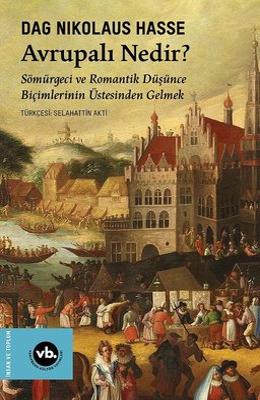 DAG NIKOLAUS HASSE
Avrupalı Nedir?
Sömürgeci ve Romantik Düşünce
Biçimlerinin Üstesinden Gelmek
TÜRKÇESİ: SELAHATTİN AKTİ
İNSAN VE TOPLUM
vb.